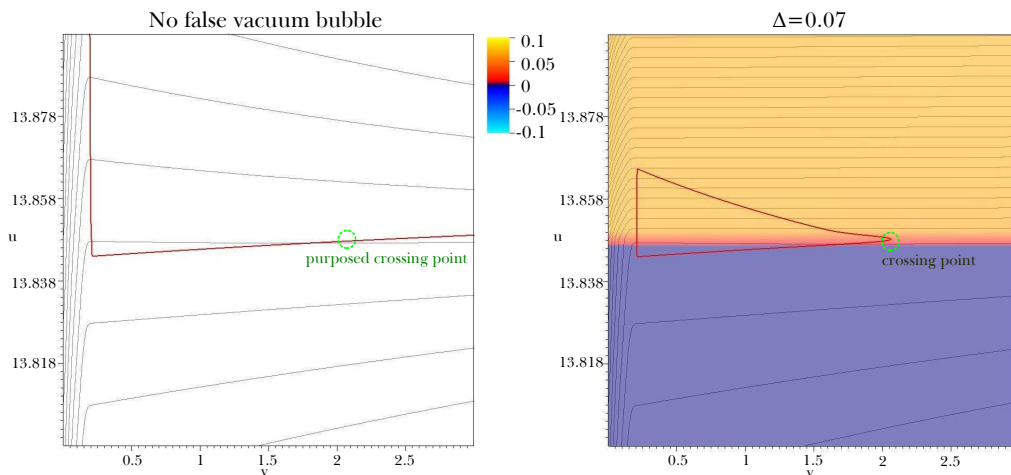 No false vacuum bubble
Δ=0.07
13.878
13.858
u
13.838
13.818
0.5
1
1.5
2
2.5
v
purposed crossing point
0.1
0.05
0
-0.05
-0.1
13.878
13.858
u
13.838
13.818
0.5
1
1.5
2
2.5
v
crossing point